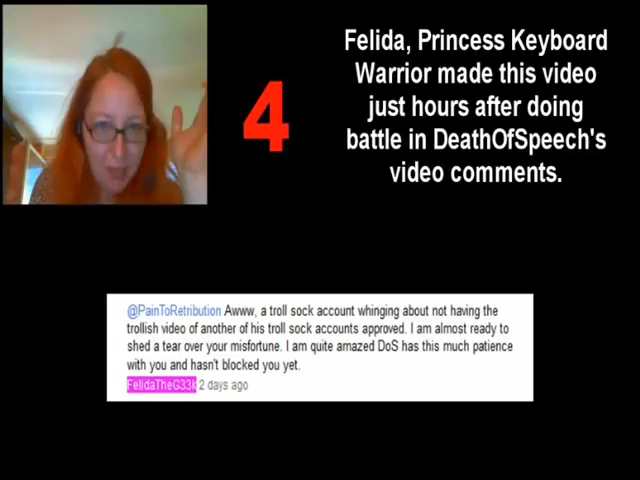 Felida, Princess Keyboard
Warrior made this video
just hours after doing
battle in DeathOfSpeech's
video comments.
4
@PainToRetribution Awww, a troll sock account whinging about not having the
trollish video of another of his troll sock accounts approved. I am almost ready to
shed a tear over your misfortune. I am quite amazed DoS has this much patience
with you and hasn't blocked you yet.
FelidaTheG33k 2 days ago